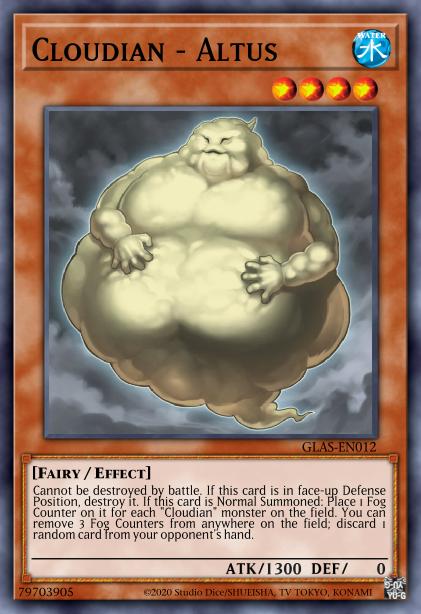 Cloudian - Altus
WATER
水
GLAS-EN012
[Fairy / Effect]
Cannot be destroyed by battle. If this card is in face-up Defense
Position, destroy it. If this card is Normal Summoned: Place 1 Fog
Counter on it for each "Cloudian" monster on the field. You can
remove 3 Fog Counters from anywhere on the field; discard 1
random card from your opponent's hand.
ATK/1300 DEF/ 0
79703905
©2020 Studio Dice/SHUEISHA, TV TOKYO, KONAMI